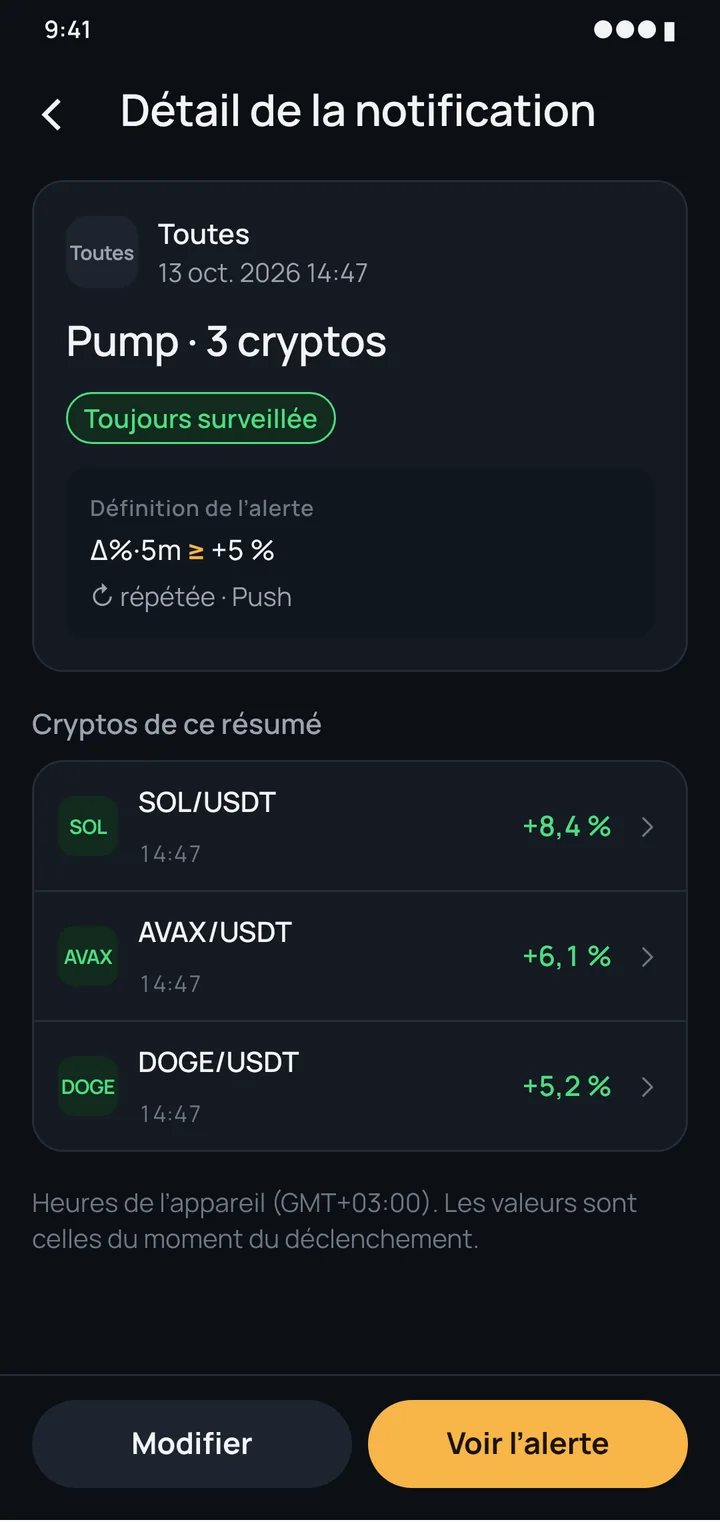 9:41
Détail de la notification
Toutes
Toutes
13 oct. 2026 14:47
Pump · 3 cryptos
Toujours surveillée
Définition de l’alerte
Δ%·5m ≥ +5 %
↻ répétée · Push
Cryptos de ce résumé
SOL
SOL/USDT
14:47
+8,4 %
AVAX
AVAX/USDT
14:47
+6,1 %
DOGE
DOGE/USDT
14:47
+5,2 %
Heures de l’appareil (GMT+03:00). Les valeurs sont
celles du moment du déclenchement.
Modifier
Voir l’alerte